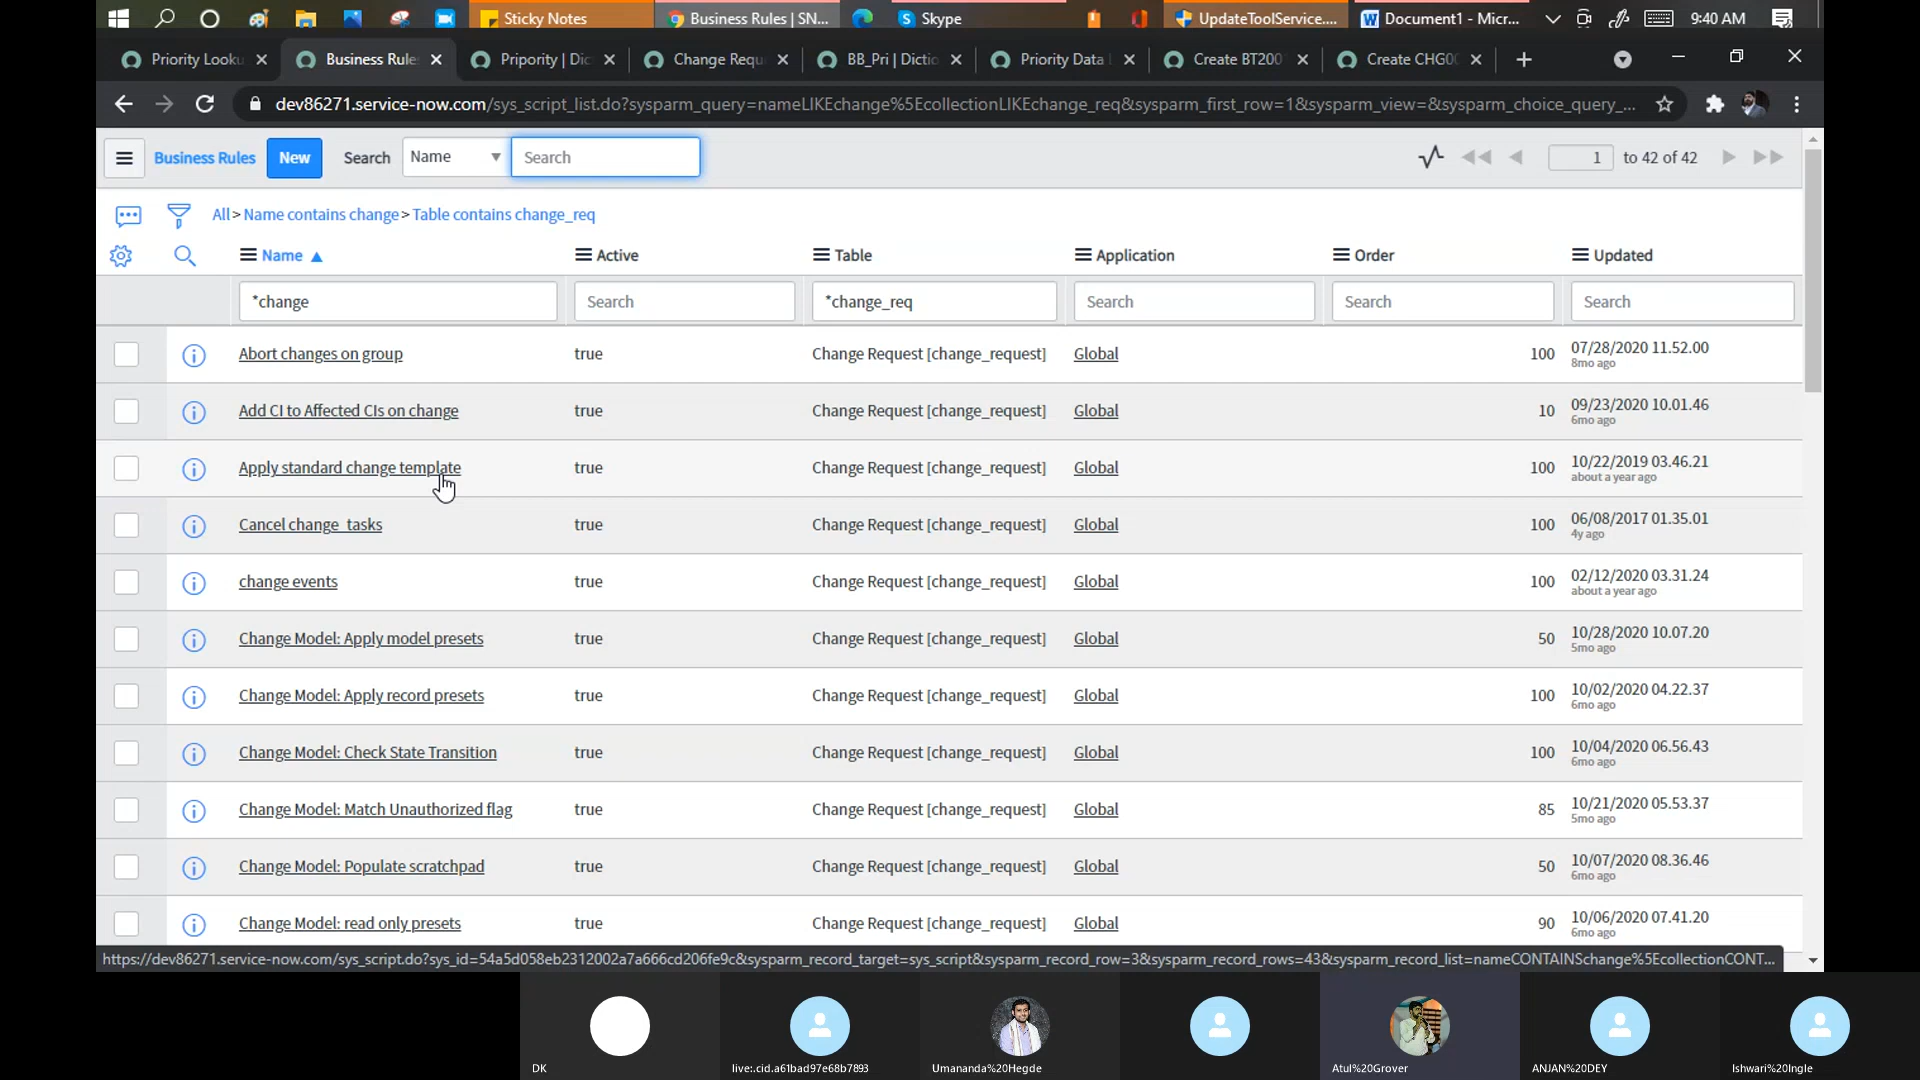 Sticky Notes
Business Rules | SN...
Skype
UpdateToolService....
Document1 - Micr...
9:40 AM
Priority Looku
Business Rule
Pripority | Dic
Change Requ
BB_Pri | Dictio
Priority Data
Create BT200
Create CHG00
dev86271.service-now.com/sys_script_list.do?sysparm_query=nameLIKEchange%5EcollectionLIKEchange_req&sysparm_first_row=1&sysparm_view=&sysparm_choice_query_...
Business Rules New Search Name Search 1 to 42 of 42
All > Name contains change > Table contains change_req
Name Active Table Application Order Updated
*change Search *change_req Search Search Search
Abort changes on group true Change Request [change_request] Global 100 07/28/2020 11.52.00
8mo ago
Add CI to Affected CIs on change true Change Request [change_request] Global 10 09/23/2020 10.01.46
6mo ago
Apply standard change template true Change Request [change_request] Global 100 10/22/2019 03.46.21
about a year ago
Cancel change_tasks true Change Request [change_request] Global 100 06/08/2017 01.35.01
4y ago
change events true Change Request [change_request] Global 100 02/12/2020 03.31.24
about a year ago
Change Model: Apply model presets true Change Request [change_request] Global 50 10/28/2020 10.07.20
5mo ago
Change Model: Apply record presets true Change Request [change_request] Global 100 10/02/2020 04.22.37
6mo ago
Change Model: Check State Transition true Change Request [change_request] Global 100 10/04/2020 06.56.43
6mo ago
Change Model: Match Unauthorized flag true Change Request [change_request] Global 85 10/21/2020 05.53.37
5mo ago
Change Model: Populate scratchpad true Change Request [change_request] Global 50 10/07/2020 08.36.46
6mo ago
Change Model: read only presets true Change Request [change_request] Global 90 10/06/2020 07.41.20
6mo ago
https://dev86271.service-now.com/sys_script.do?sys_id=54a5d058eb2312002a7a666cd206fe9c&sysparm_record_target=sys_script&sysparm_record_row=3&sysparm_record_rows=43&sysparm_record_list=nameCONTAINSchange%5EcollectionCONT...
DK
live:.cid.a61bad97e68b7893
Umananda%20Hegde
Atul%20Grover
ANJAN%20DEY
Ishwari%20Ingle